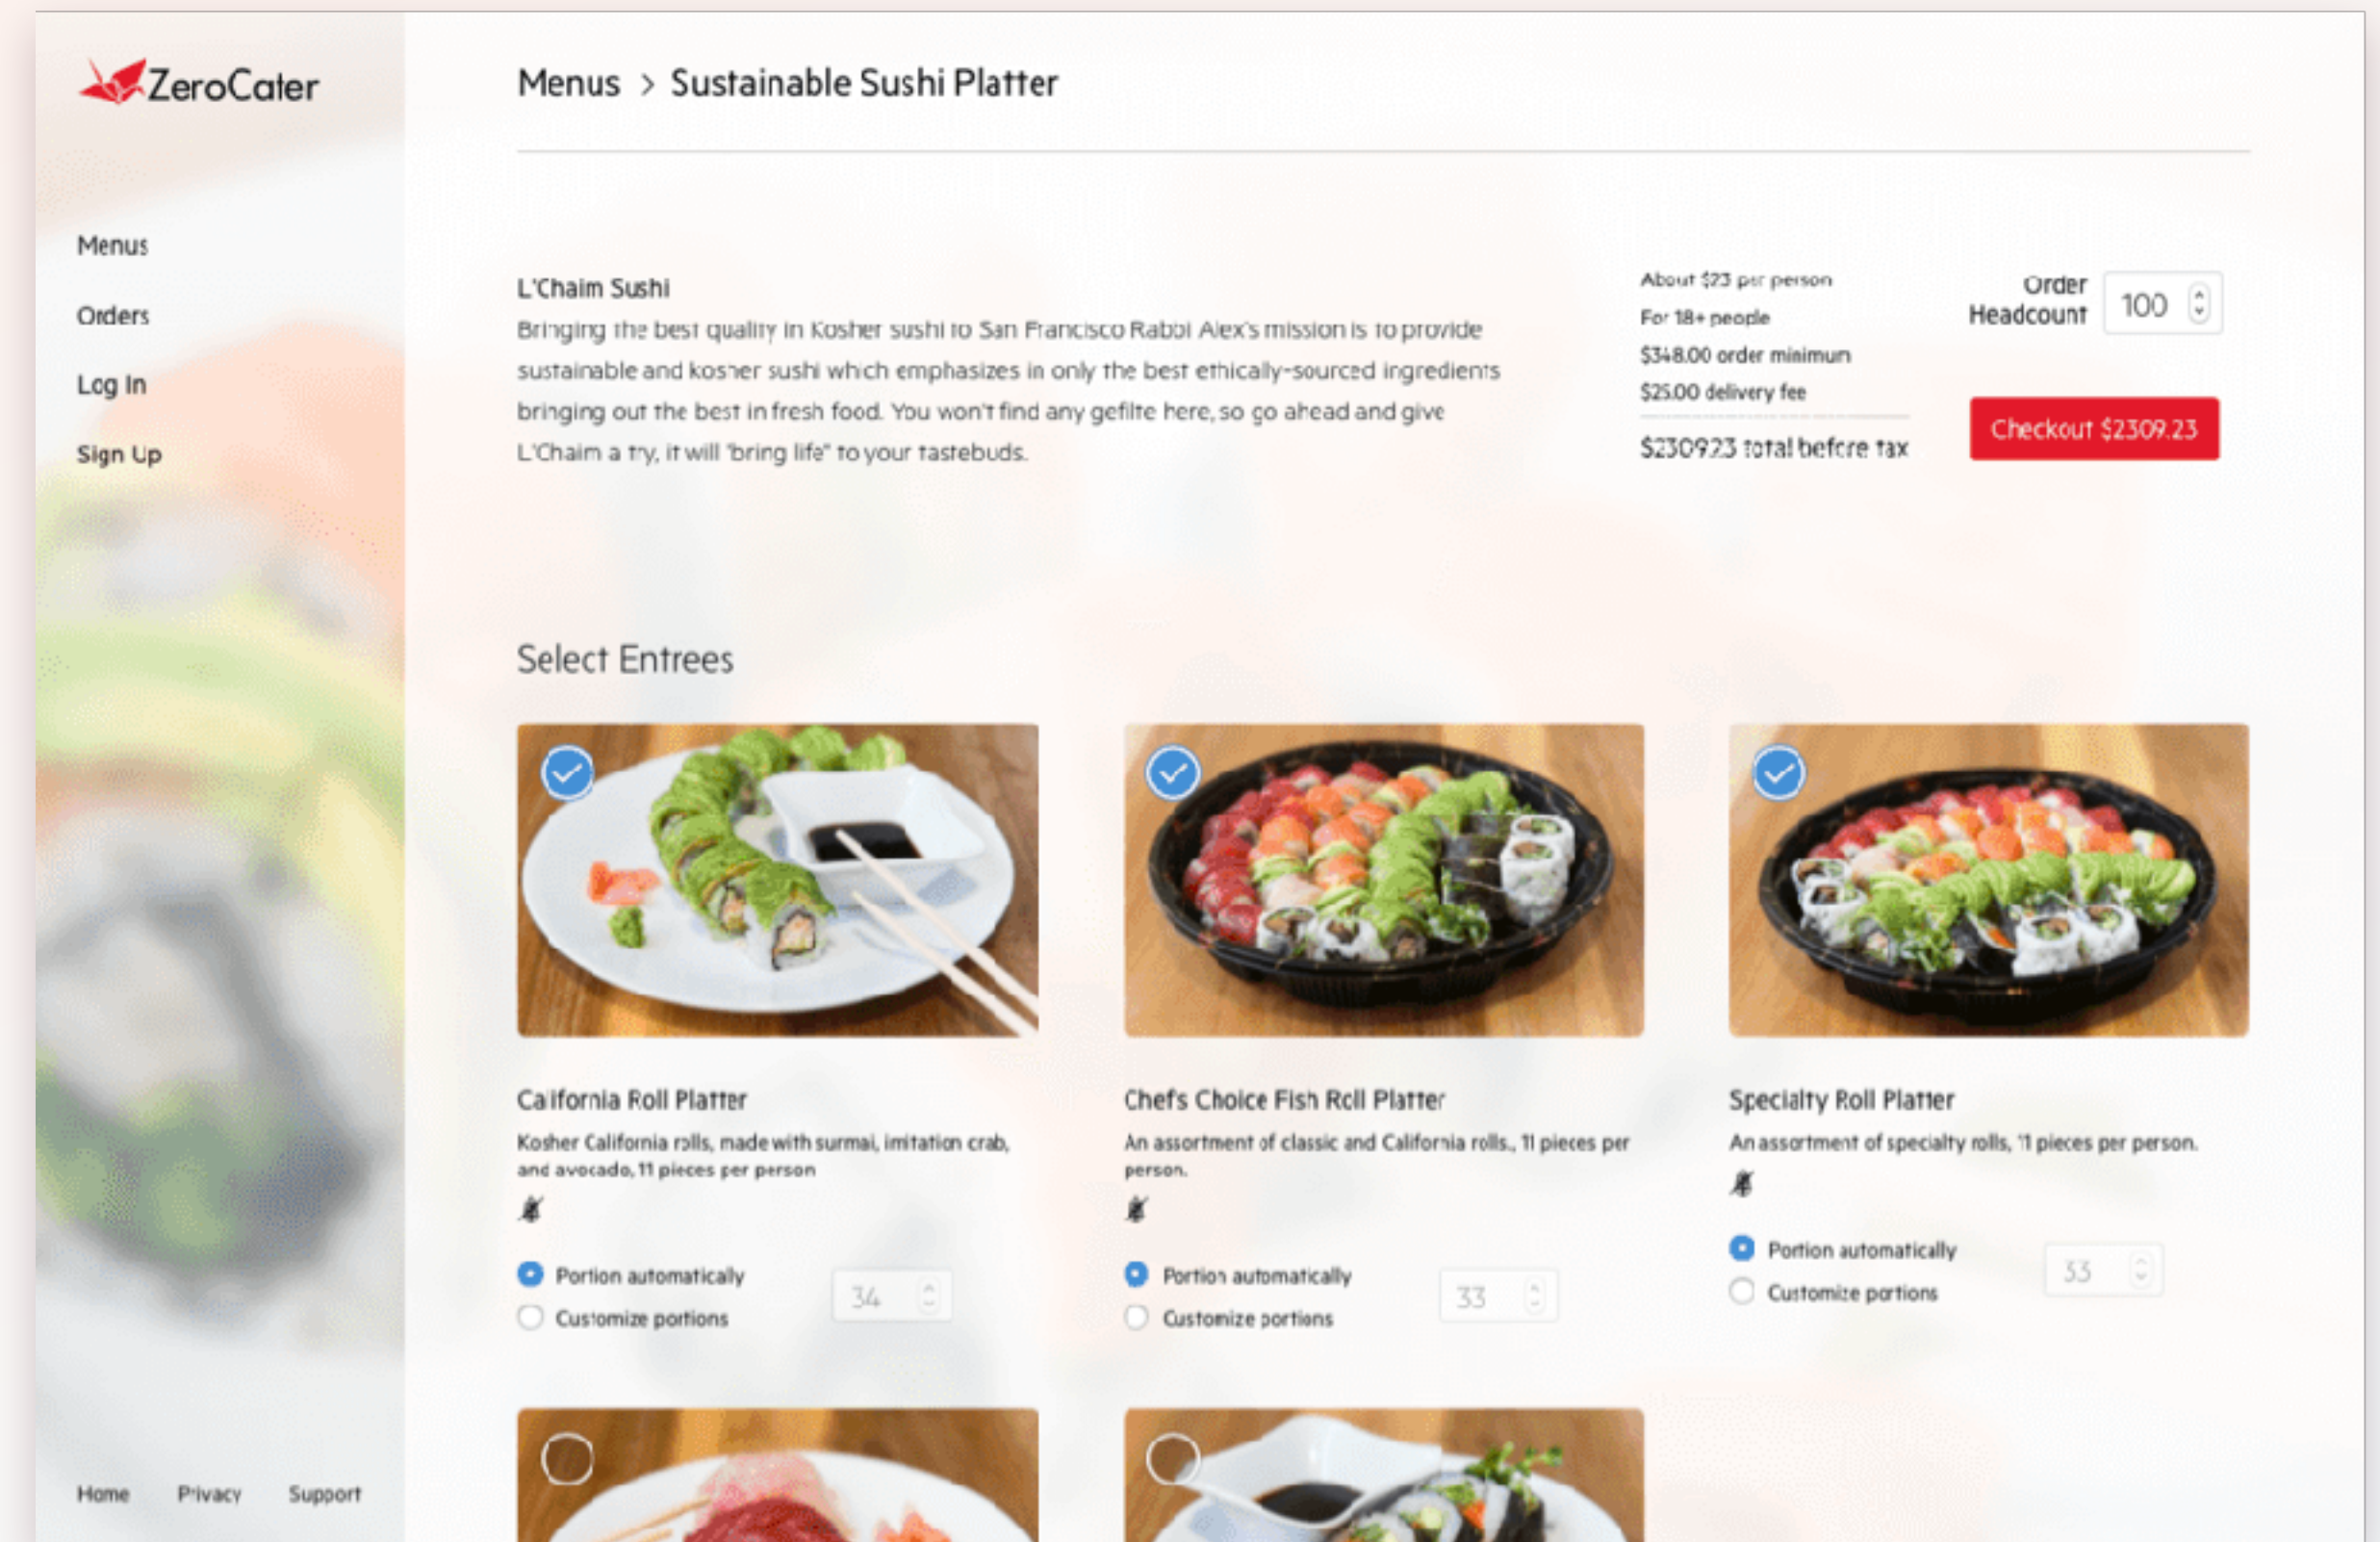 ZeroCater
Menus > Sustainable Sushi Platter
Menus
Orders
Log In
Sign Up
L'Chaim Sushi
Bringing the best quality in Kosher sushi to San Francisco Rabbi Alex's mission is to provide
sustainable and kosher sushi which emphasizes in only the best ethically-sourced ingredients
bringing out the best in fresh food. You won't find any gefilte here, so go ahead and give
L'Chaim a try, it will "bring life" to your tastebuds.
About $23 per person
For 18+ people
$348.00 order minimum
$25.00 delivery fee
$2309.23 total before tax
Order
Headcount
100
Checkout $2309.23
Select Entrees
California Roll Platter
Kosher California rolls, made with surmai, imitation crab,
and avocado, 11 pieces per person
Portion automatically
Customize portions
34
Chef's Choice Fish Roll Platter
An assortment of classic and California rolls., 11 pieces per
person.
Portion automatically
Customize portions
33
Specialty Roll Platter
An assortment of specialty rolls, 11 pieces per person.
Portion automatically
Customize portions
33
Home
Privacy
Support